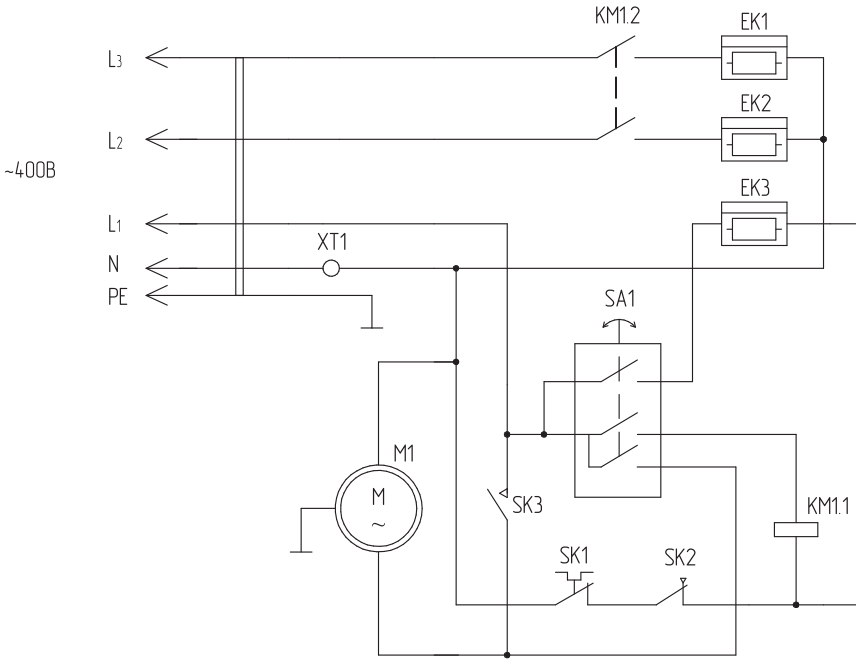 KM1.2
EK1
L3
EK2
L2
~400В
EK3
L1
XT1
N
PE
SA1
M1
M
~
SK3
KM1.1
SK1
SK2